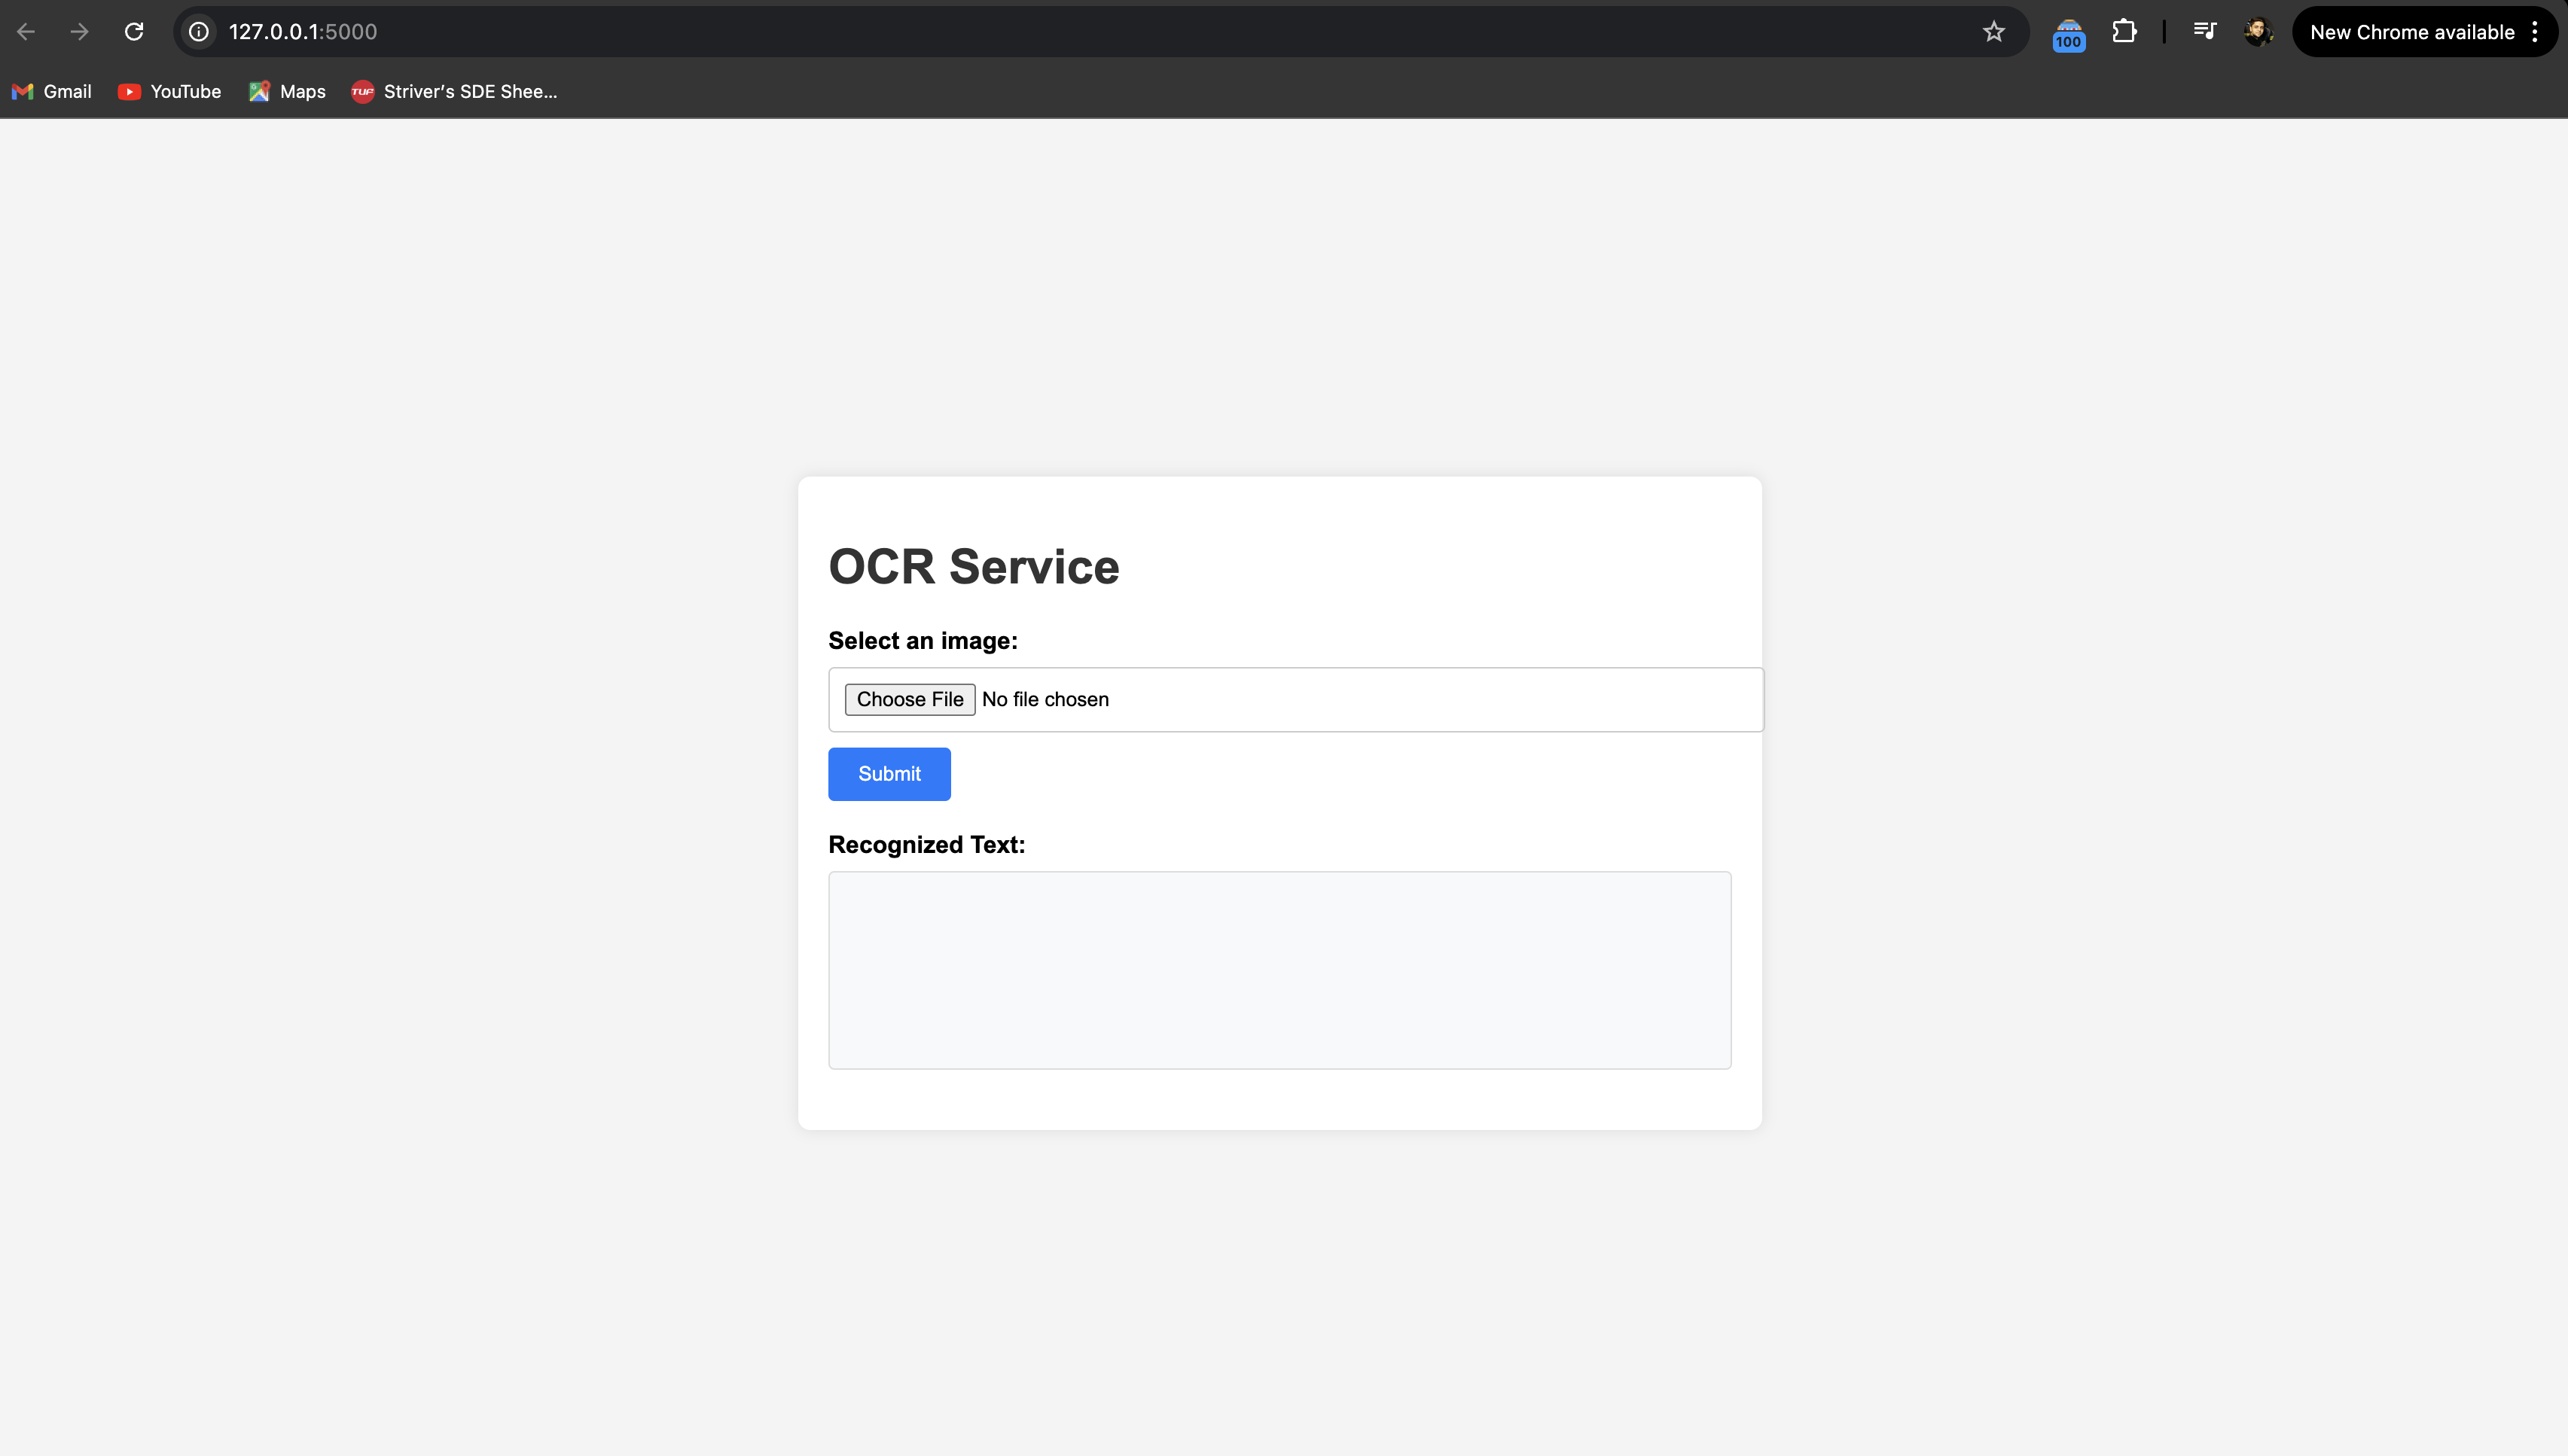 127.0.0.1:5000
100
New Chrome available
Gmail
YouTube
Maps
TUF
Striver's SDE Shee...
OCR Service
Select an image:
Choose File No file chosen
Submit
Recognized Text: